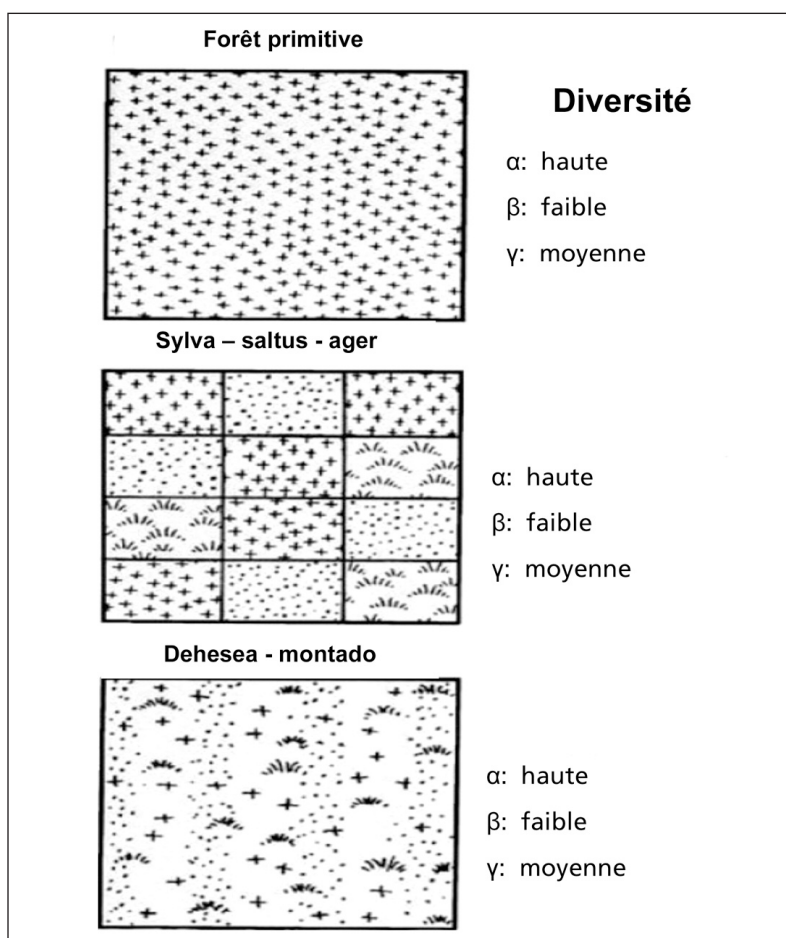 Forêt primitive
Diversité
α: haute
β: faible
γ: moyenne
Sylva – saltus - ager
α: haute
β: faible
γ: moyenne
Dehesea - montado
α: haute
β: faible
γ: moyenne